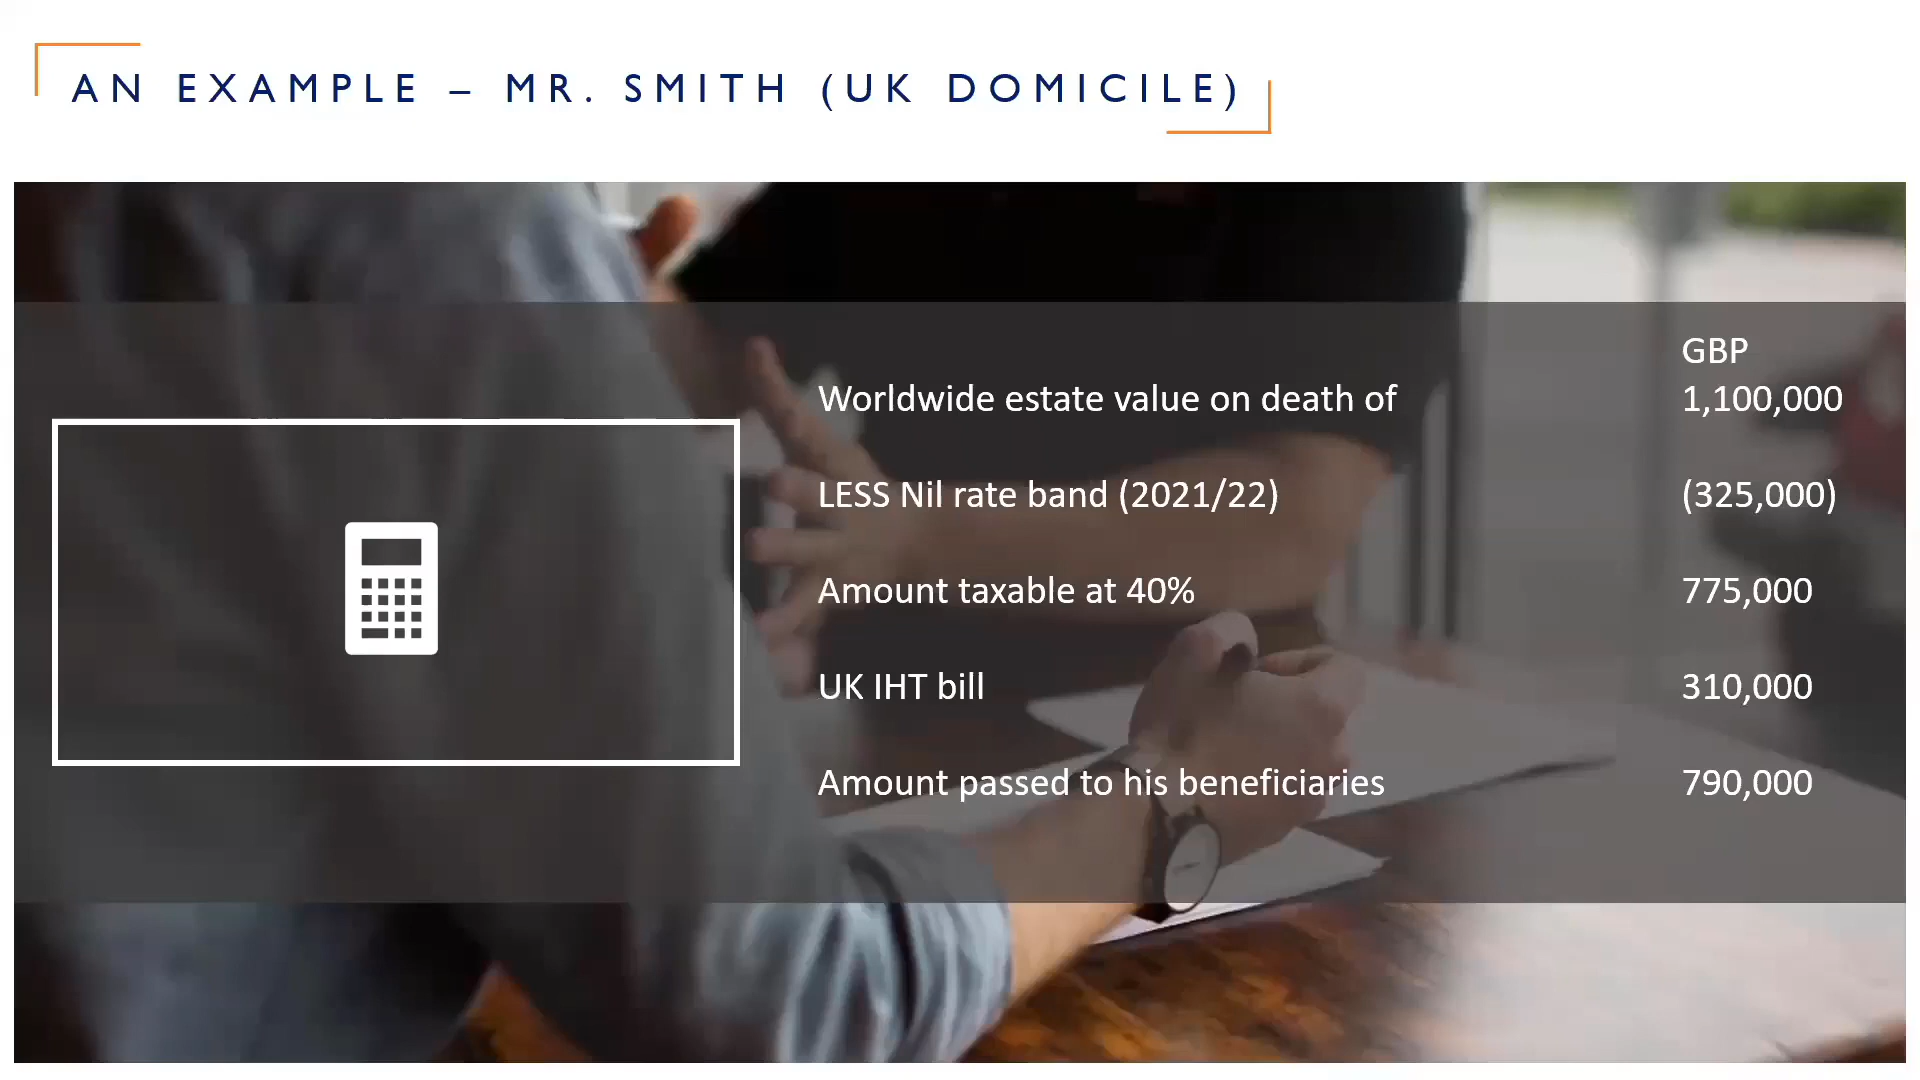 AN EXAMPLE – MR. SMITH (UK DOMICILE)
GBP
Worldwide estate value on death of 1,100,000
LESS Nil rate band (2021/22) (325,000)
Amount taxable at 40% 775,000
UK IHT bill 310,000
Amount passed to his beneficiaries 790,000